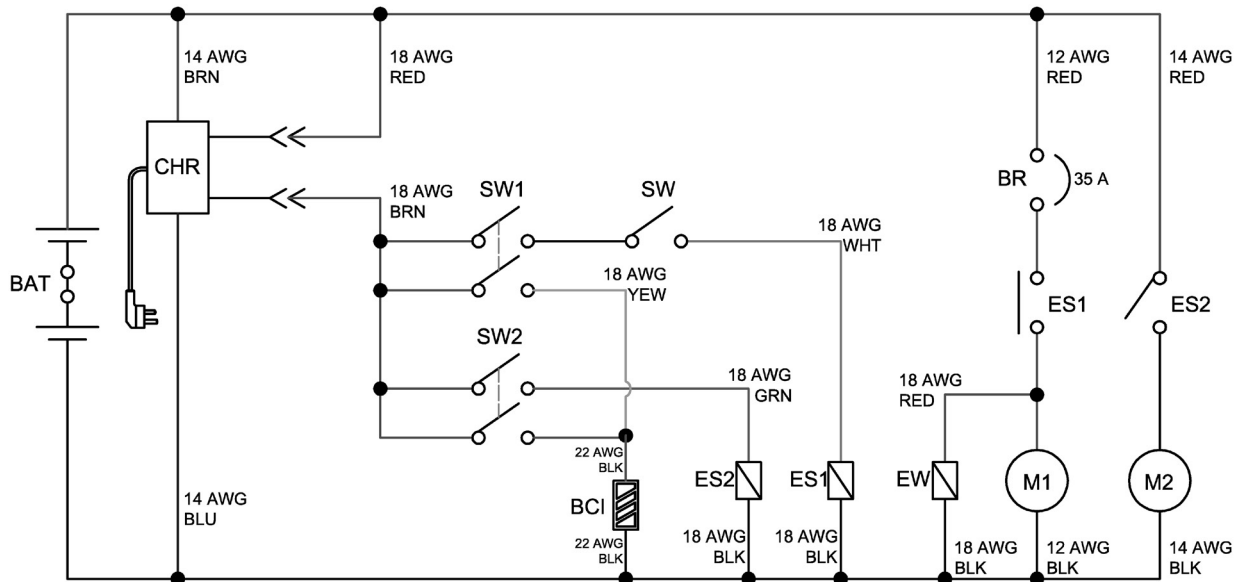 14 AWG
BRN
18 AWG
RED
12 AWG
RED
14 AWG
RED
CHR
BR
35 A
18 AWG
BRN
SW1
SW
18 AWG
WHT
18 AWG
YEW
BAT
ES1
ES2
SW2
18 AWG
GRN
18 AWG
RED
22 AWG
BLK
14 AWG
BLU
BCI
ES2
ES1
EW
M1
M2
22 AWG
BLK
18 AWG
BLK
18 AWG
BLK
18 AWG
BLK
12 AWG
BLK
14 AWG
BLK